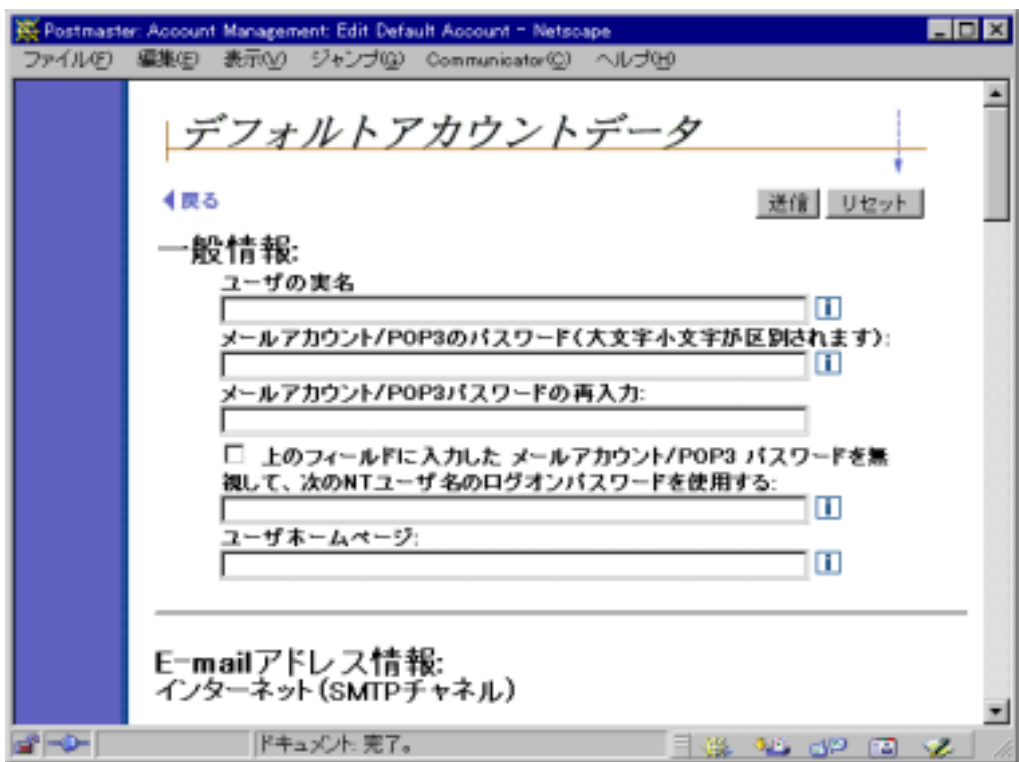 Postmaster: Account Management: Edit Default Account - Netscape
ファイル(F) 編集(E) 表示(V) ジャンプ(G) Communicator(C) ヘルプ(H)
デフォルトアカウントデータ
戻る 送信 リセット
一般情報:
ユーザの実名
メールアカウント/POP3のパスワード(大文字小文字が区別されます):
メールアカウント/POP3パスワードの再入力:
上のフィールドに入力した メールアカウント/POP3 パスワードを無
視して、次のNTユーザ名のログオンパスワードを使用する:
ユーザホームページ:
E-mailアドレス情報:
インターネット(SMTPチャネル)
ドキュメント: 完了。